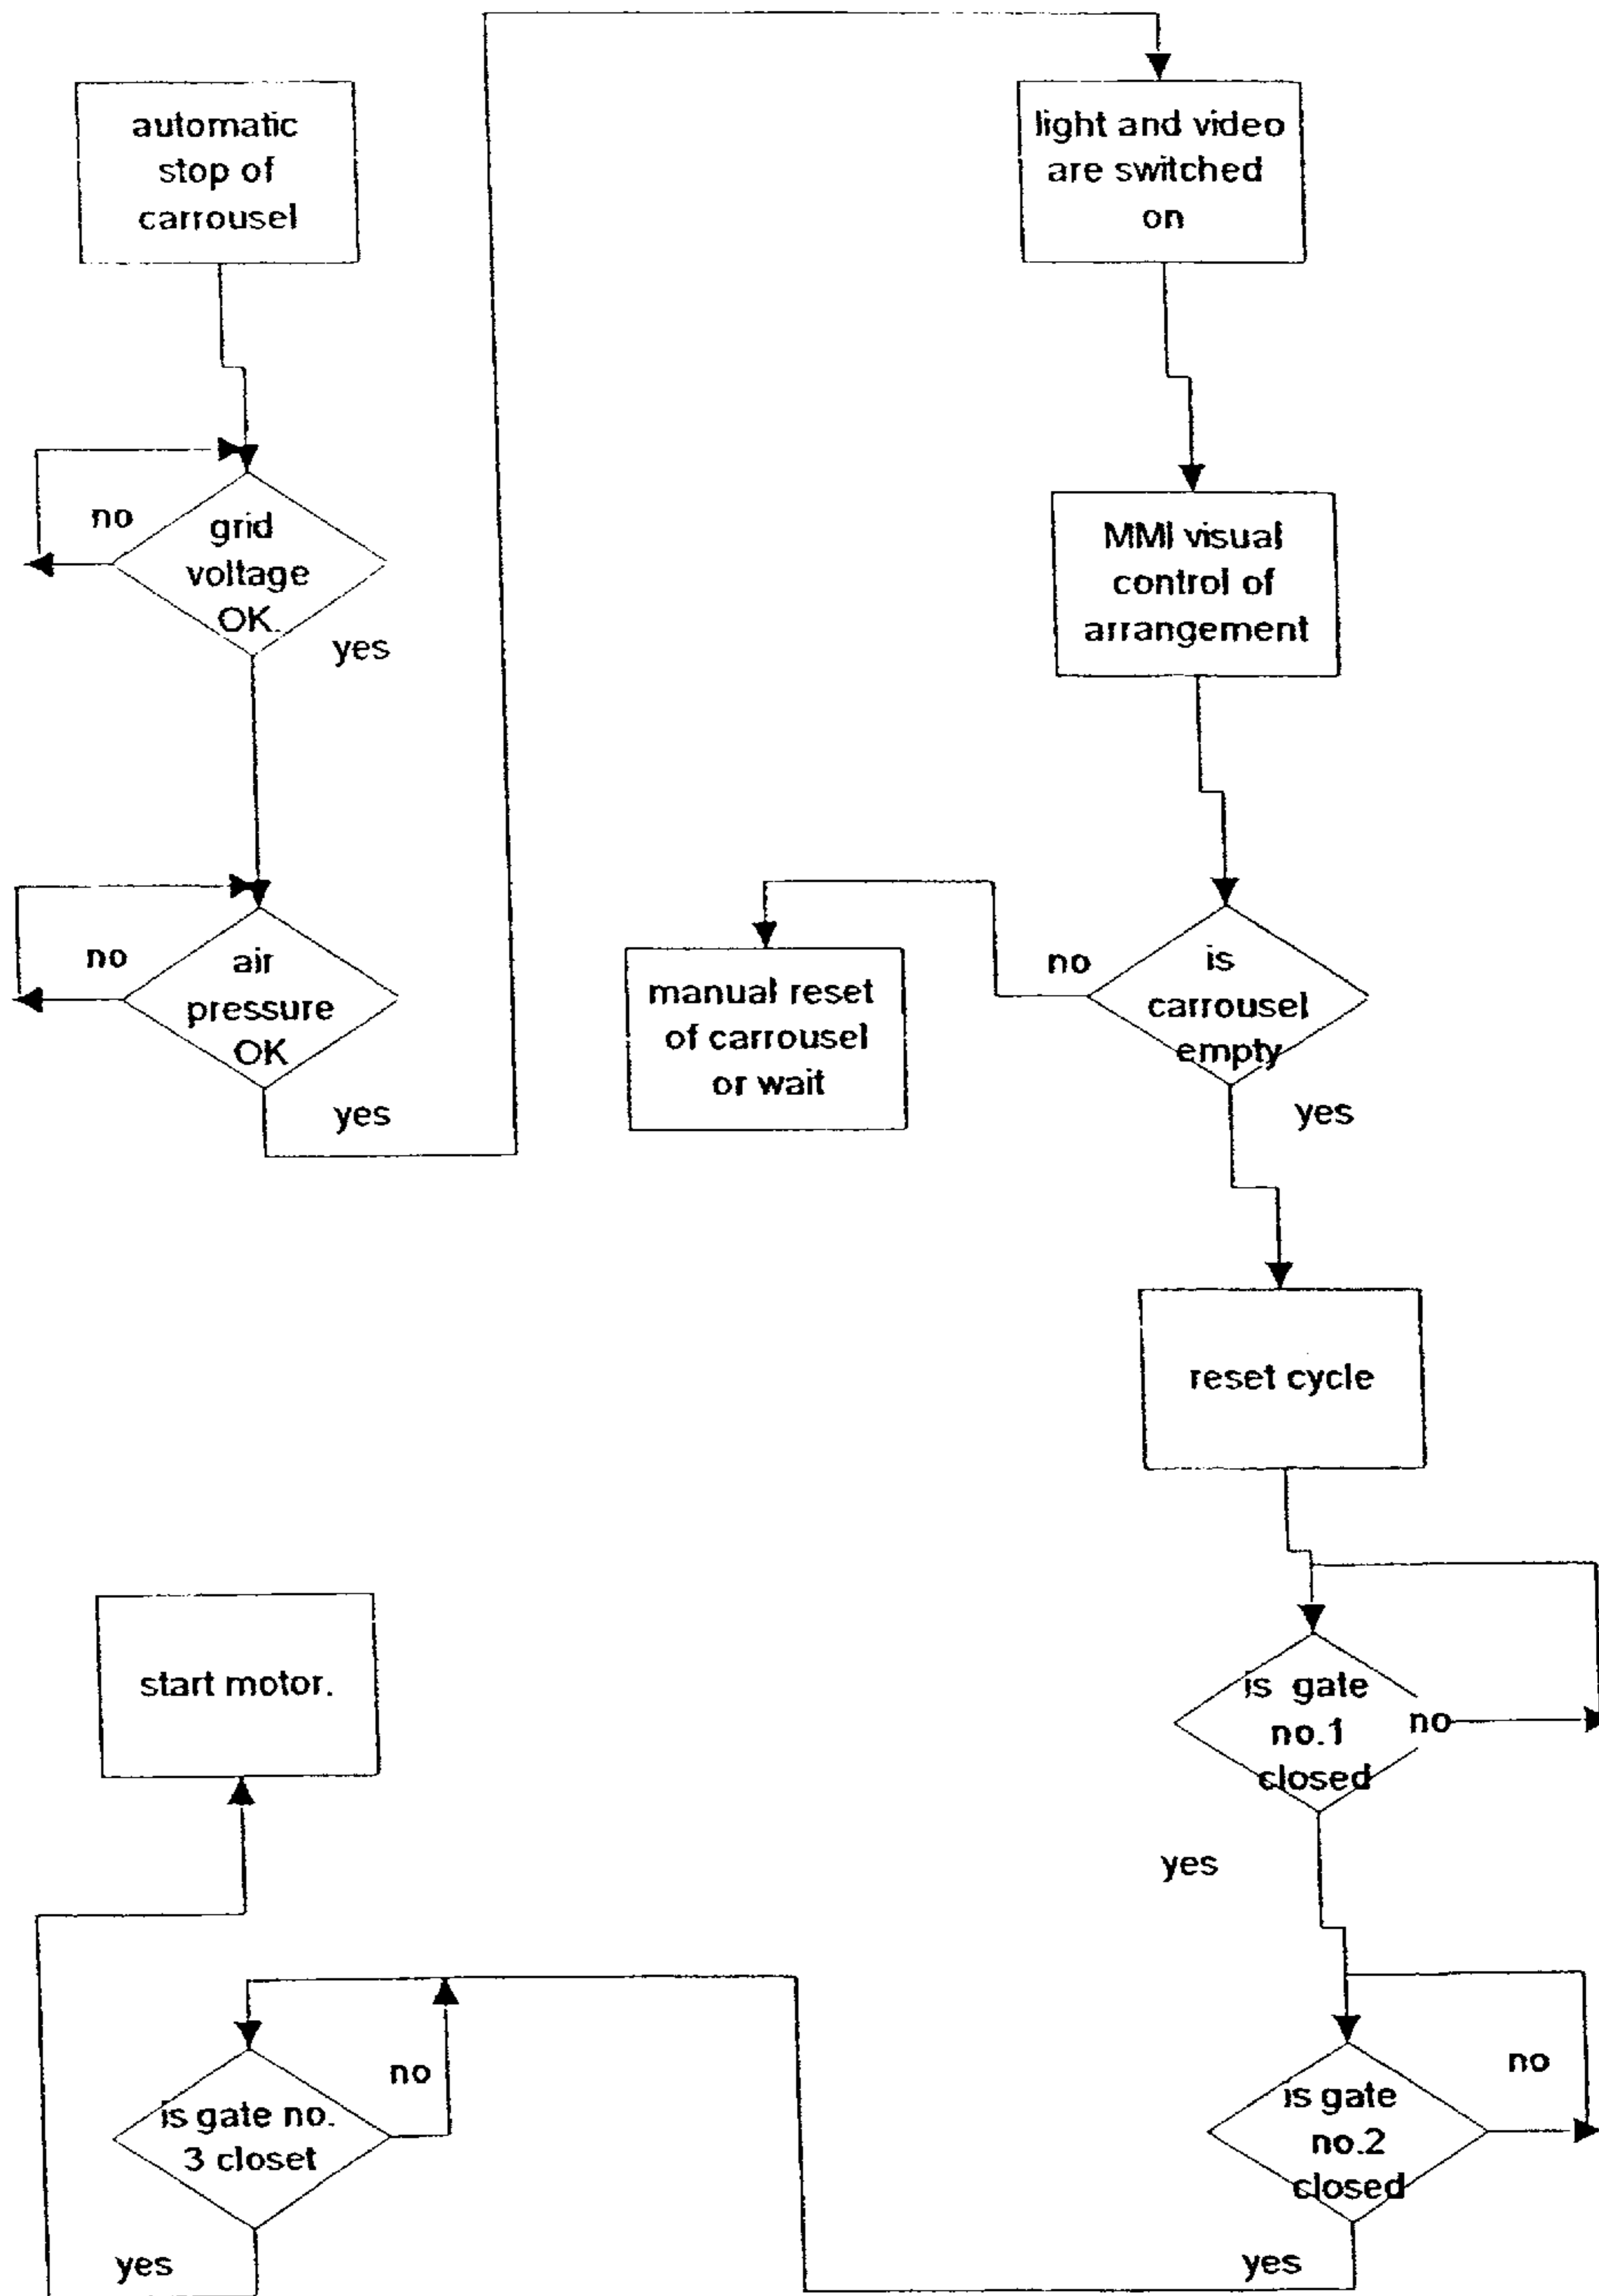 automatic
stop of
carrousel
no
grid
voltage
OK.
yes
no
air
pressure
OK
yes
light and video
are switched
on
MMI visual
control of
arrangement
no
is
carrousel
empty
yes
manual reset
of carrousel
or wait
reset cycle
is gate
no.1
closed
no
yes
is gate
no.2
closed
no
yes
is gate no.
3 closet
no
yes
start motor.